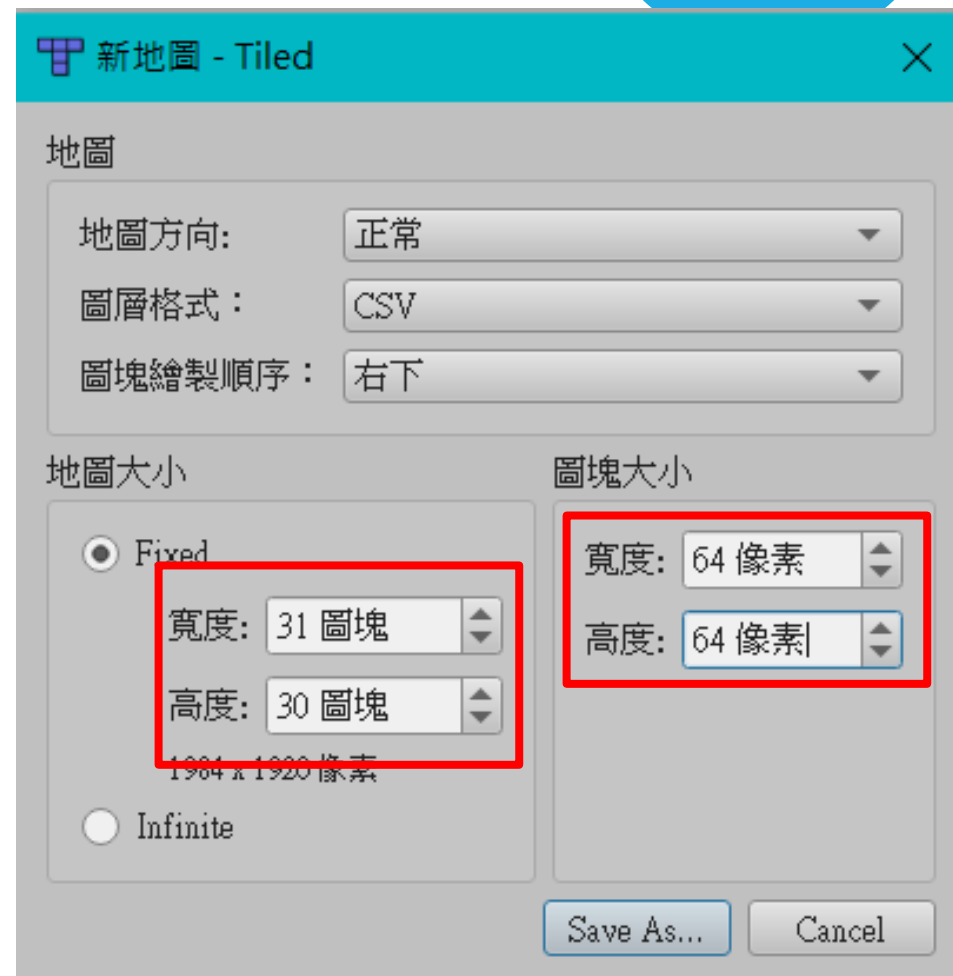 新地圖 - Tiled
地圖
地圖方向: 正常
圖層格式： CSV
圖塊繪製順序： 右下
地圖大小 圖塊大小
Fixed
寬度: 31 圖塊
高度: 30 圖塊
1984 x 1920 像素
Infinite
寬度: 64 像素
高度: 64 像素
Save As... Cancel